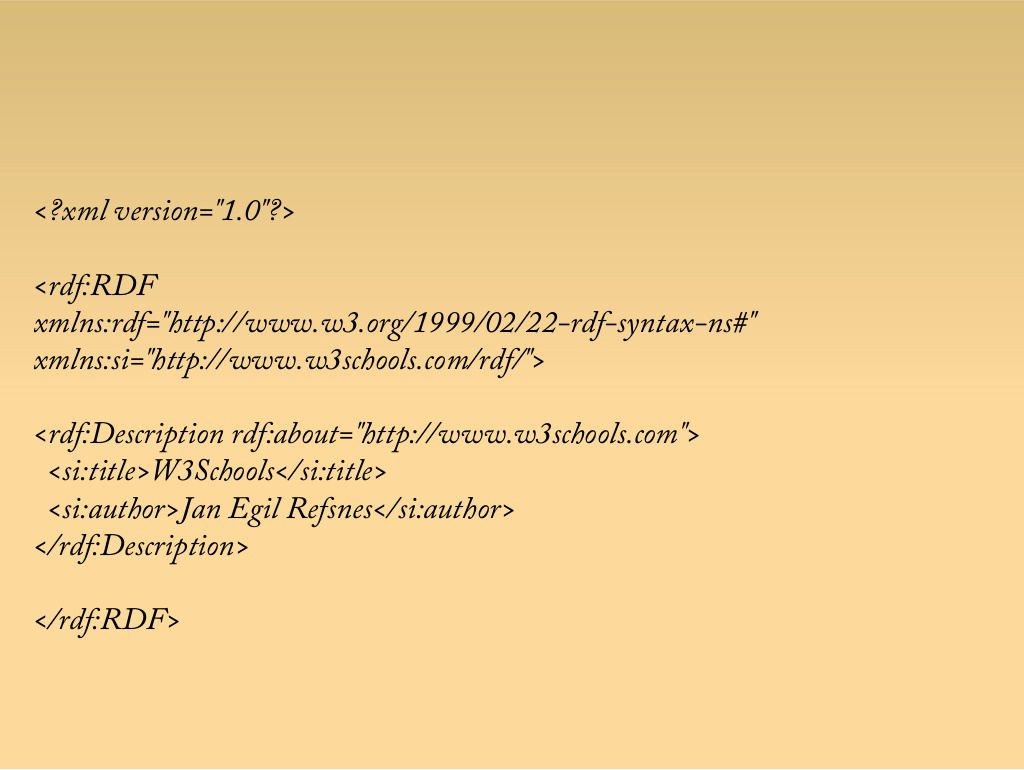 <?xml version="1.0"?>
<rdf:RDF
xmlns:rdf="http://www.w3.org/1999/02/22-rdf-syntax-ns#"
xmlns:si="http://www.w3schools.com/rdf/">
<rdf:Description rdf:about="http://www.w3schools.com">
<si:title>W3Schools</si:title>
<si:author>Jan Egil Refsnes</si:author>
</rdf:Description>
</rdf:RDF>